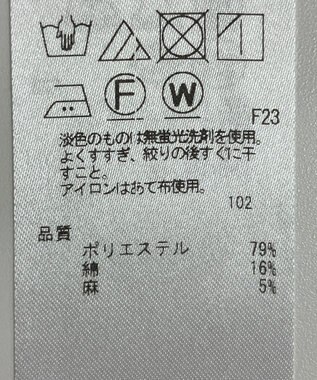 F
W
F23
淡色のものは無蛍光洗剤を使用。
よくすすぎ、絞りの後すぐに干
すこと。
アイロンはあて布使用。
102
品質
ポリエステル 79%
綿 16%
麻 5%